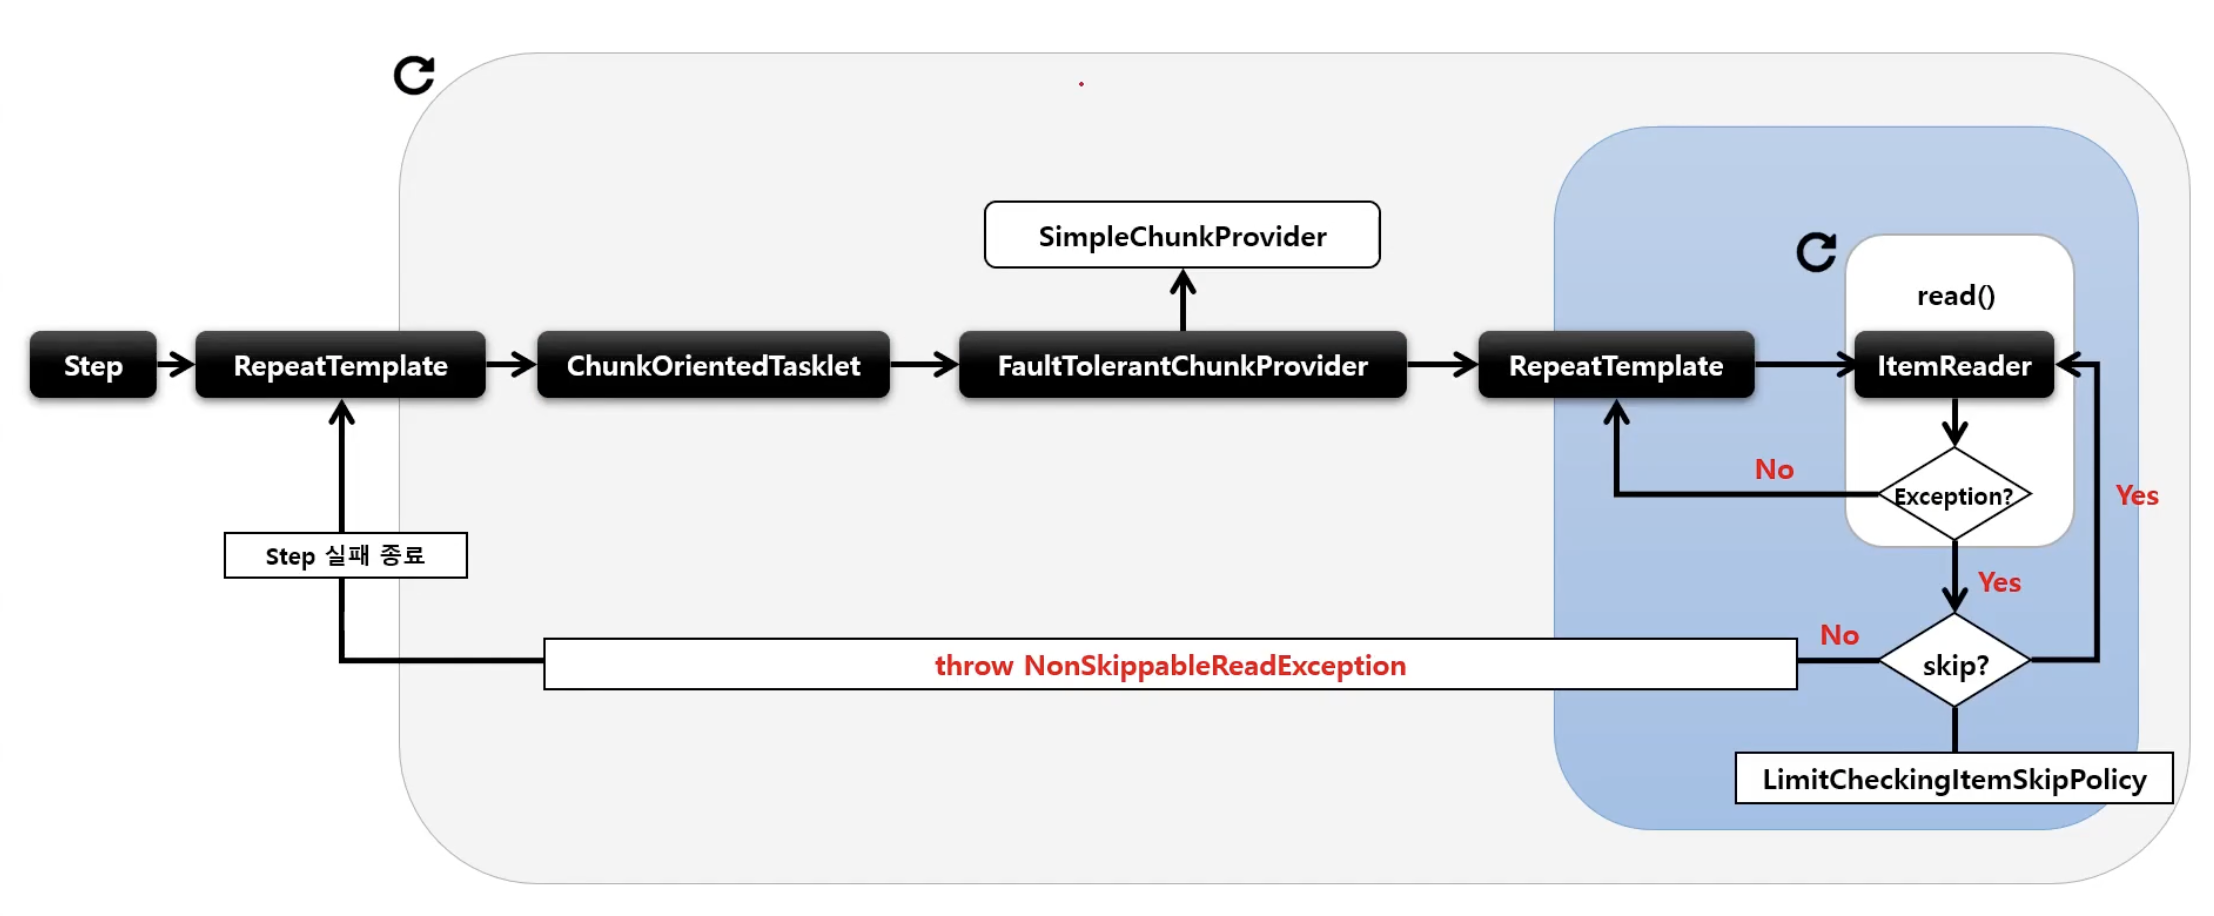 SimpleChunkProvider
read()
Step
RepeatTemplate
ChunkOrientedTasklet
FaultTolerantChunkProvider
RepeatTemplate
ItemReader
No
Exception?
Yes
Step 실패 종료
Yes
No
throw NonSkippableReadException
skip?
LimitCheckingItemSkipPolicy